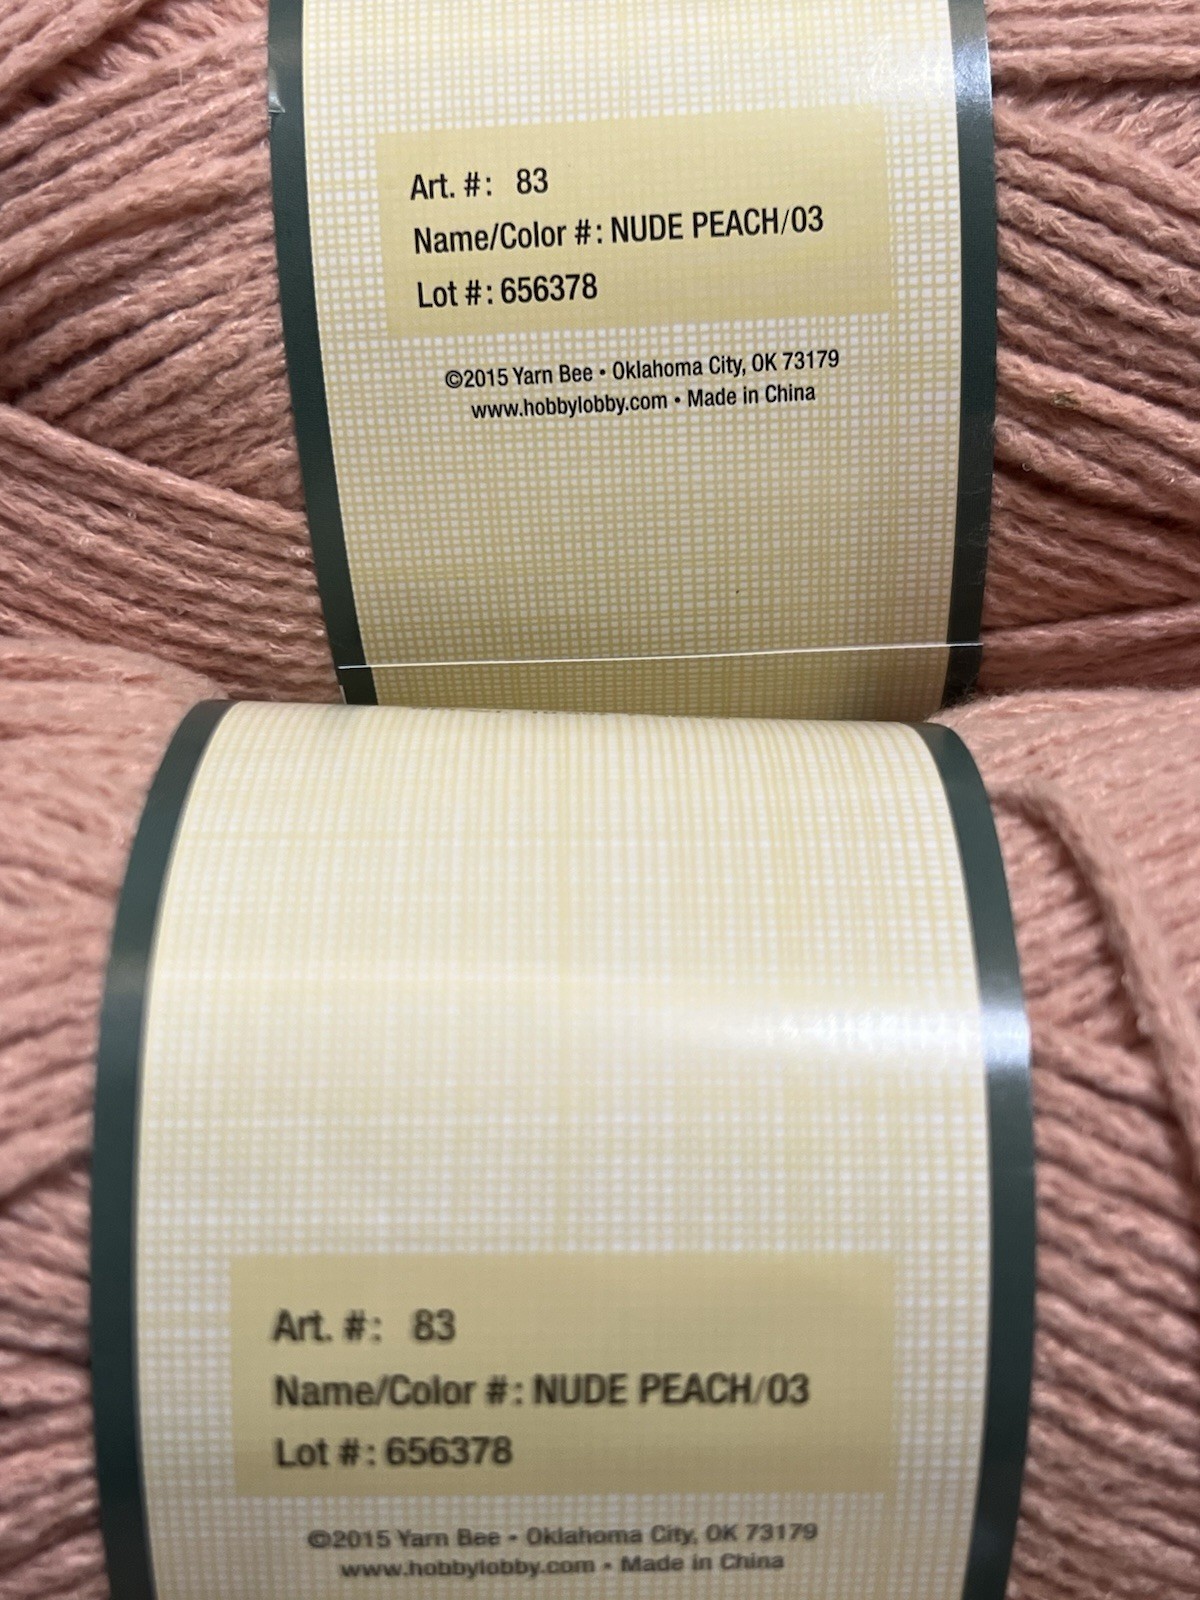 Art. #: 83
Name/Color #: NUDE PEACH/03
Lot #: 656378
©2015 Yarn Bee • Oklahoma City, OK 73179
www.hobbylobby.com • Made in China
Art. #: 83
Name/Color #: NUDE PEACH/03
Lot #: 656378
©2015 Yarn Bee • Oklahoma City, OK 73179
www.hobbylobby.com • Made in China